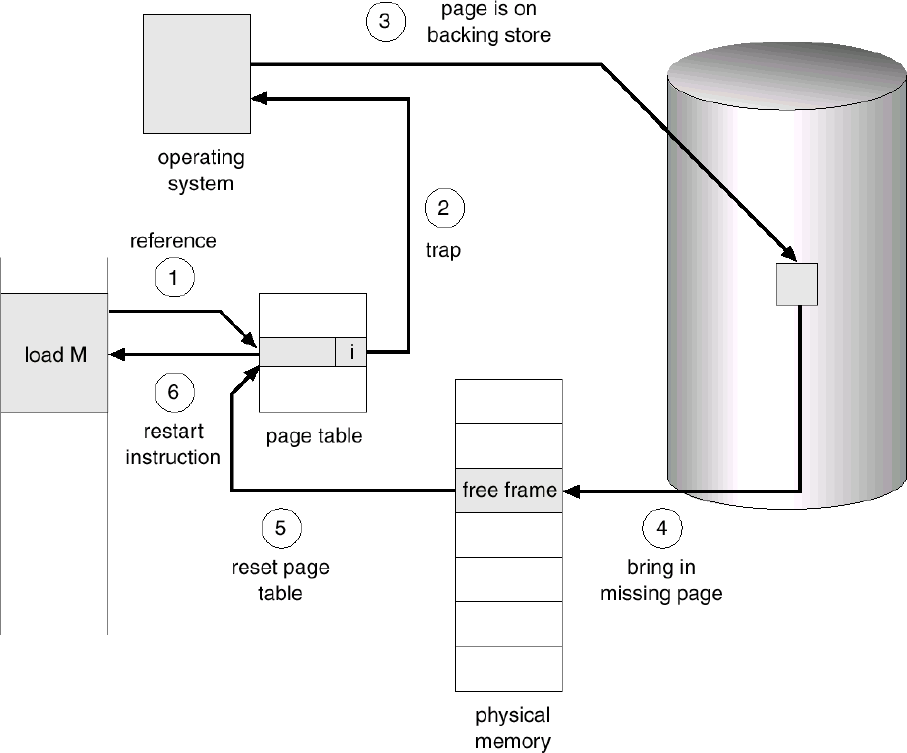 3
page is on
backing store
operating
system
2
trap
reference
1
load M
i
6
restart
instruction
page table
free frame
5
reset page
table
4
bring in
missing page
physical
memory